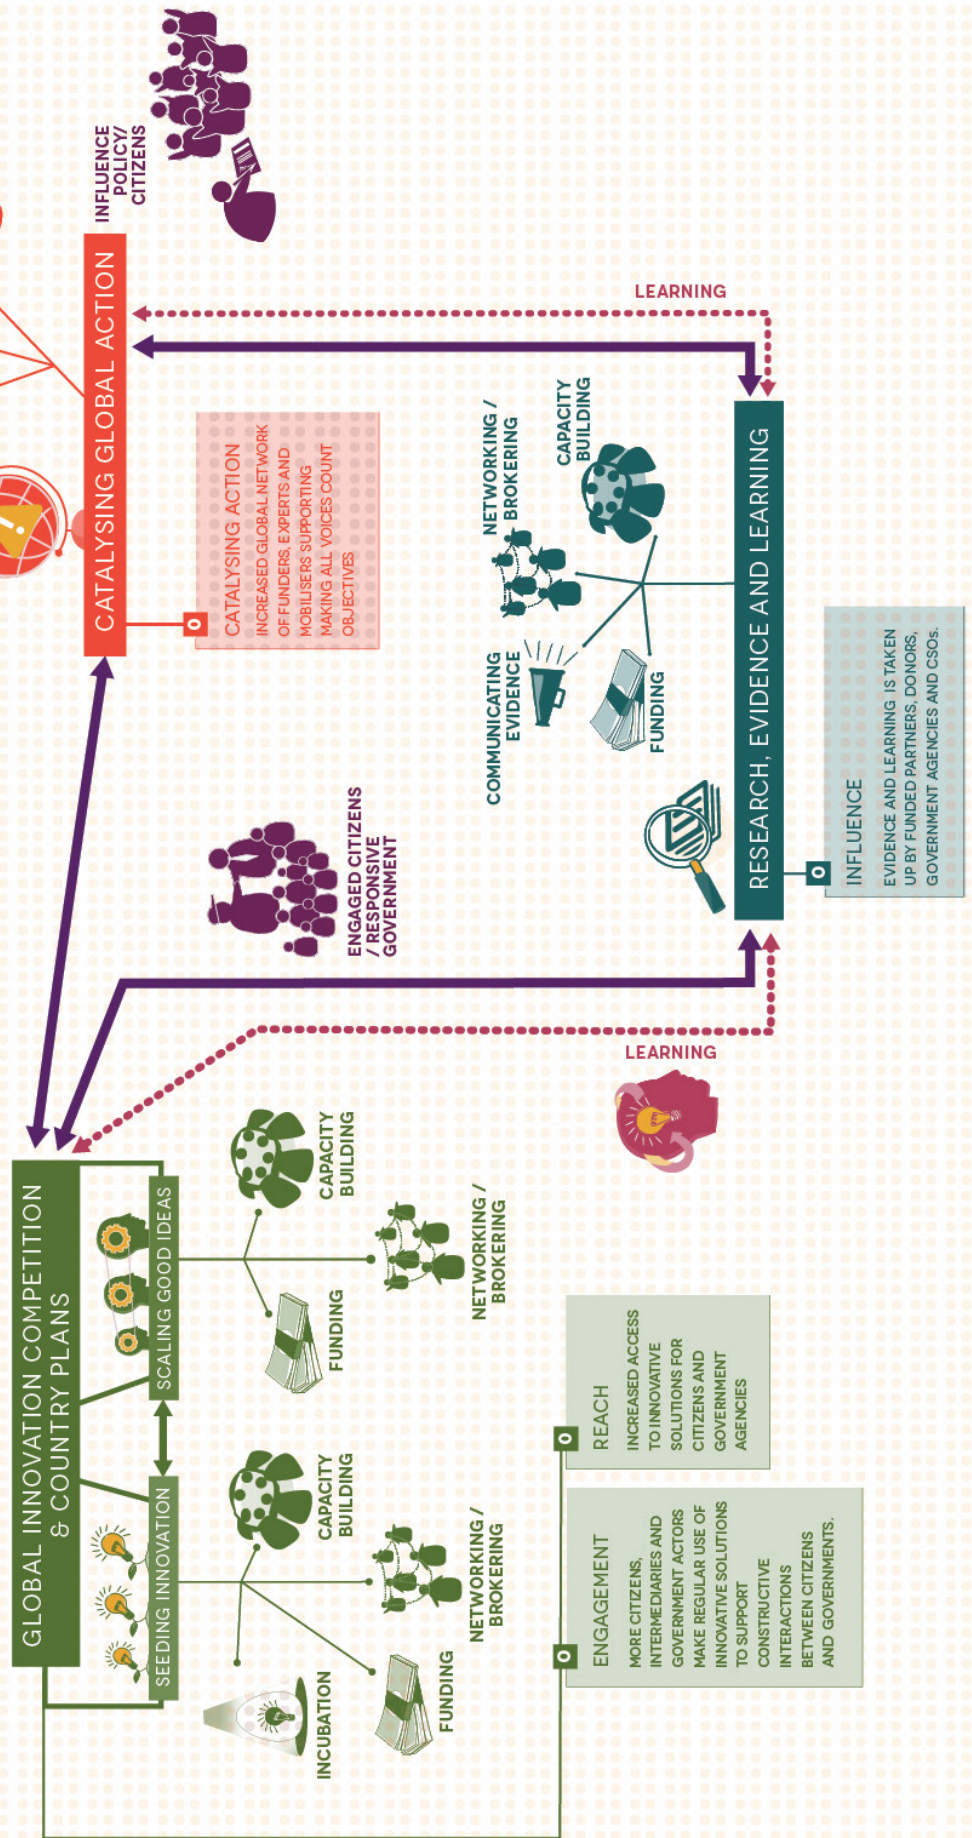 GLOBAL INNOVATION COMPETITION
& COUNTRY PLANS
SEEDING INNOVATION
SCALING GOOD IDEAS
INCUBATION
FUNDING
NETWORKING /
BROKERING
CAPACITY
BUILDING
FUNDING
NETWORKING /
BROKERING
CAPACITY
BUILDING
O
ENGAGEMENT
MORE CITIZENS,
INTERMEDIARIES AND
GOVERNMENT ACTORS
MAKE REGULAR USE OF
INNOVATIVE SOLUTIONS
TO SUPPORT
CONSTRUCTIVE
INTERACTIONS
BETWEEN CITIZENS
AND GOVERNMENTS.
O
REACH
INCREASED ACCESS
TO INNOVATIVE
SOLUTIONS FOR
CITIZENS AND
GOVERNMENT
AGENCIES
ENGAGED CITIZENS
/ RESPONSIVE
GOVERNMENT
LEARNING
CATALYSING GLOBAL ACTION
!
O
CATALYSING ACTION
INCREASED GLOBAL NETWORK
OF FUNDERS, EXPERTS AND
MOBILISERS SUPPORTING
MAKING ALL VOICES COUNT
OBJECTIVES
INFLUENCE
POLICY/
CITIZENS
LEARNING
COMMUNICATING
EVIDENCE
NETWORKING /
BROKERING
FUNDING
CAPACITY
BUILDING
RESEARCH, EVIDENCE AND LEARNING
O
INFLUENCE
EVIDENCE AND LEARNING IS TAKEN
UP BY FUNDED PARTNERS, DONORS,
GOVERNMENT AGENCIES AND CSOs.